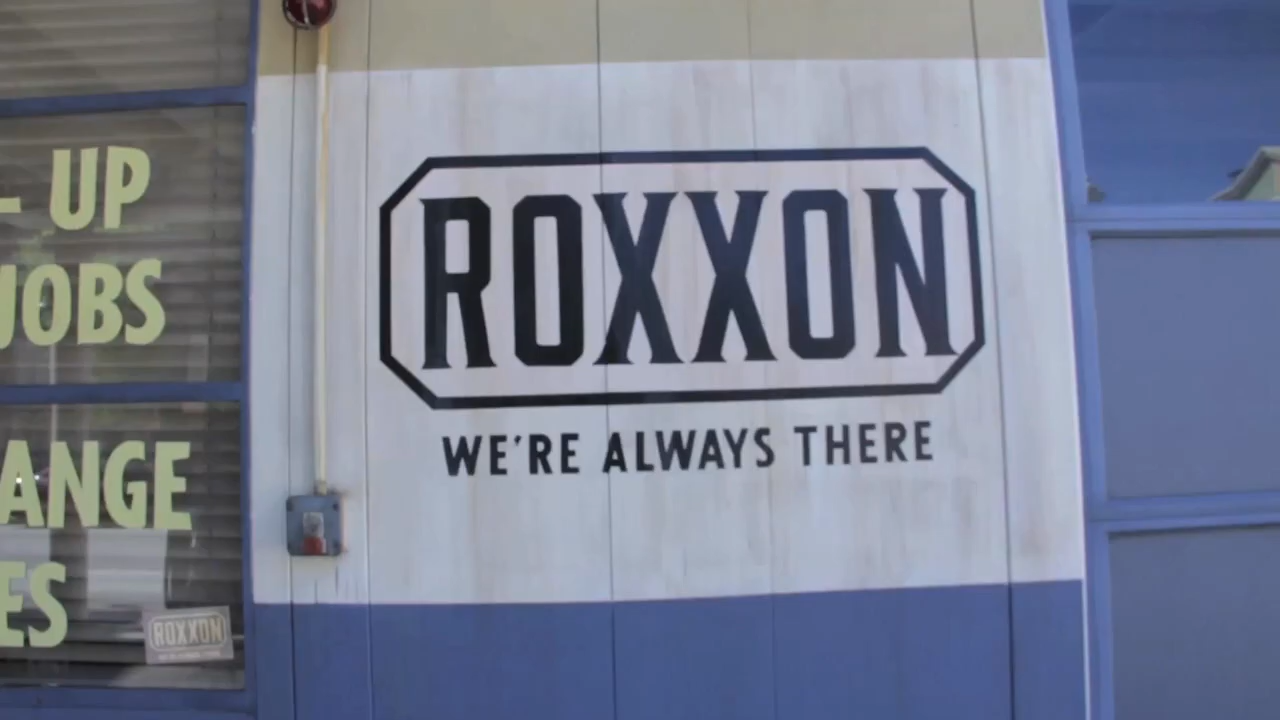 - UP
JOBS
ANGE
ES
ROXXON
WE'RE ALWAYS THERE
ROXXON